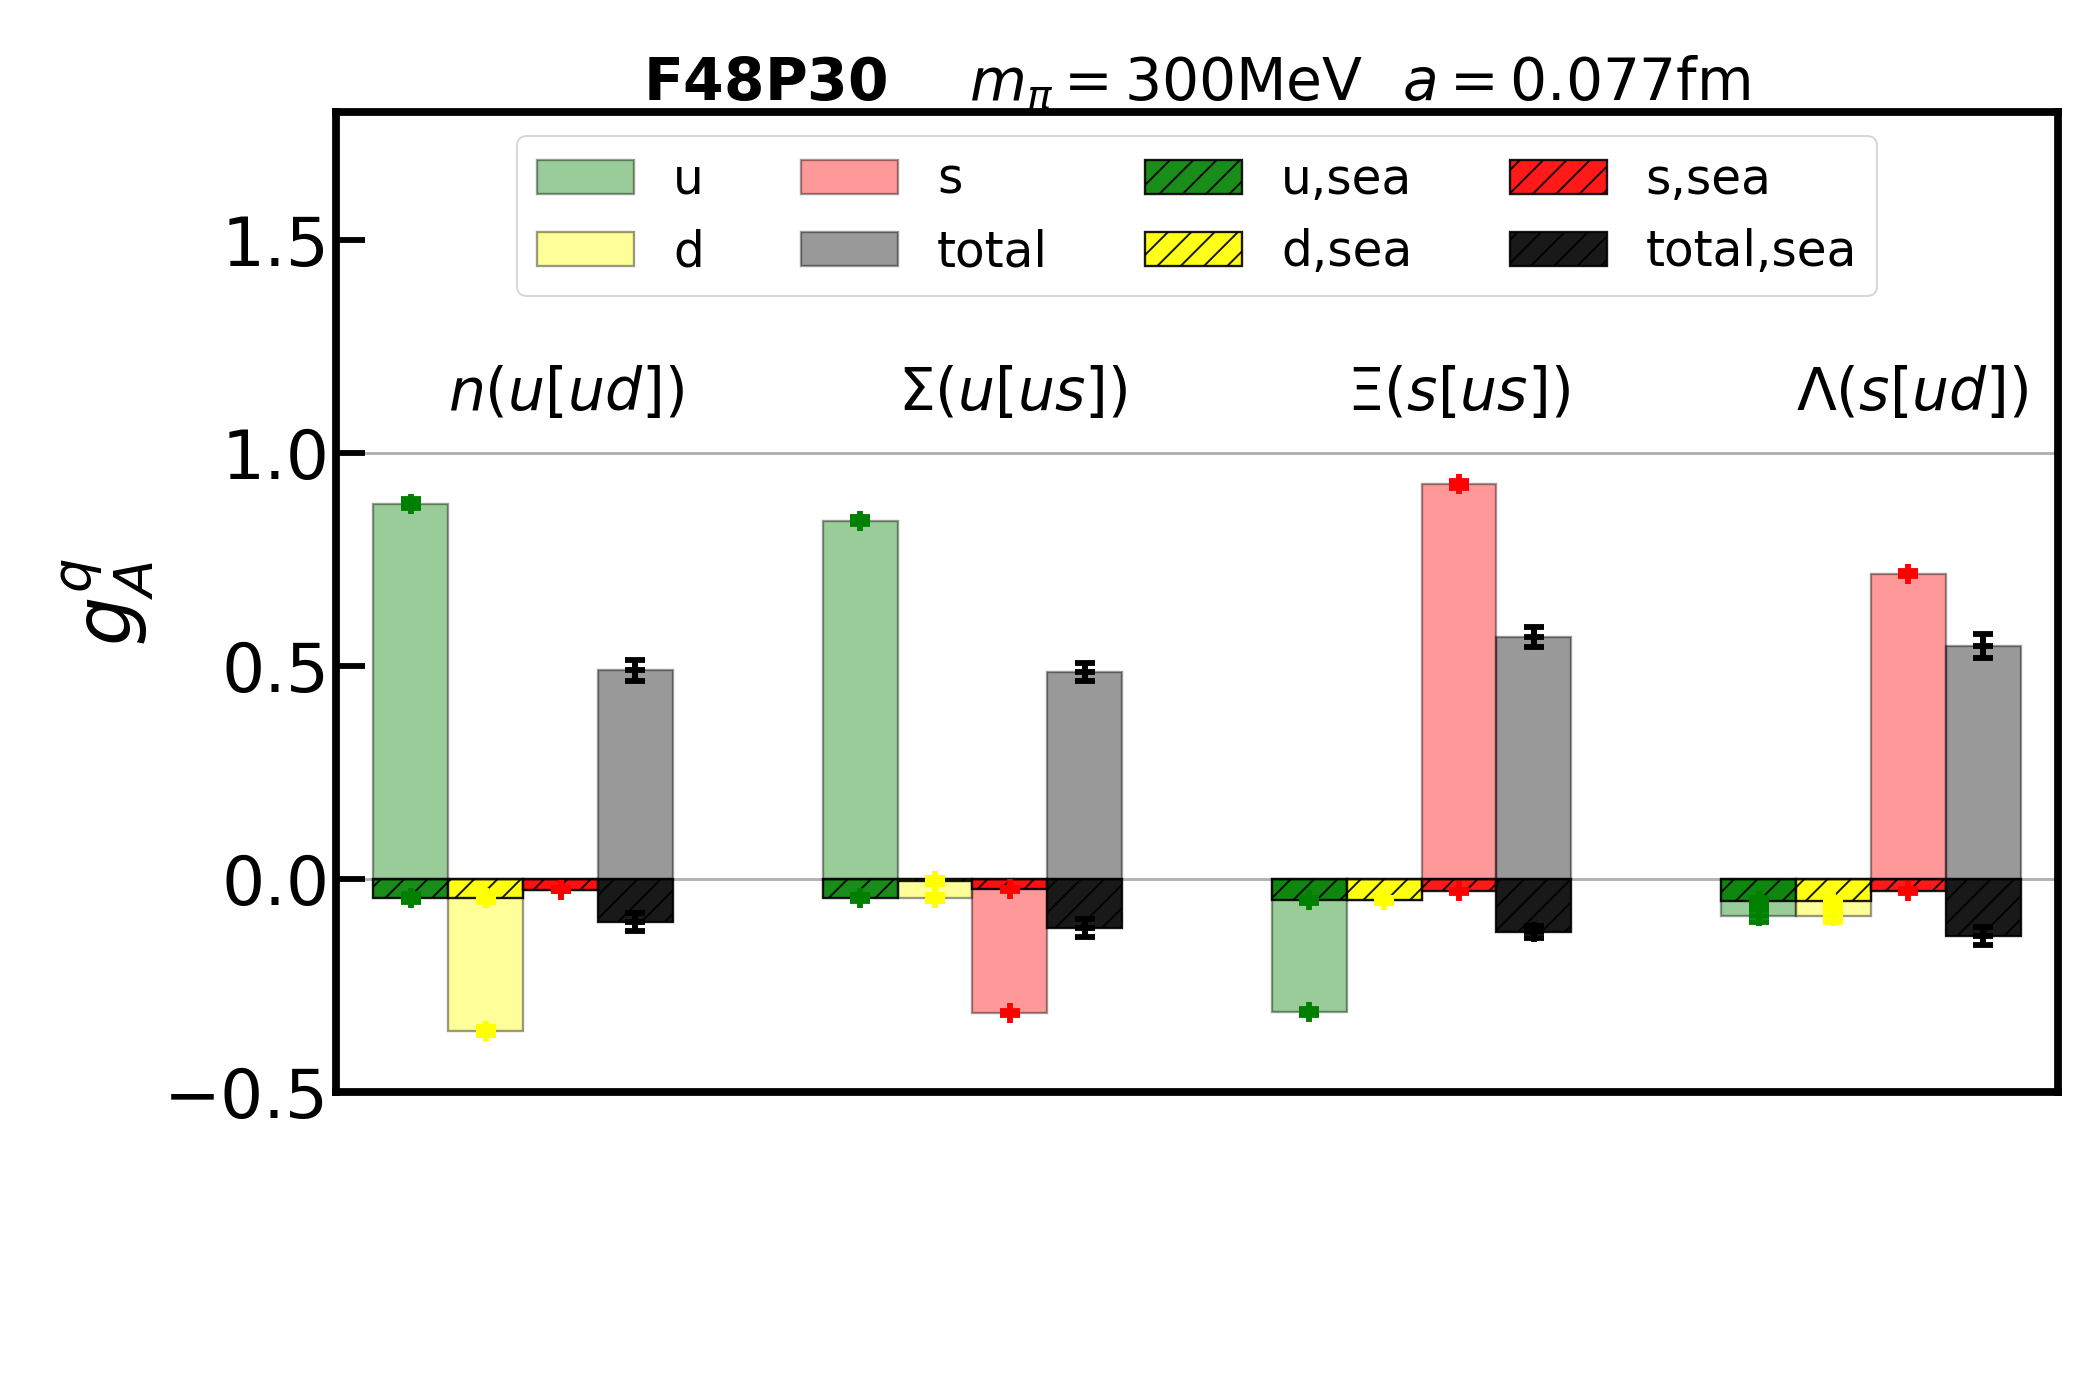 F48P30 m_π = 300MeV a = 0.077fm
u s u,sea s,sea
d total d,sea total,sea
1.5
n(u[ud]) Σ(u[us]) Ξ(s[us]) Λ(s[ud])
1.0
g_A^q
0.5
0.0
−0.5